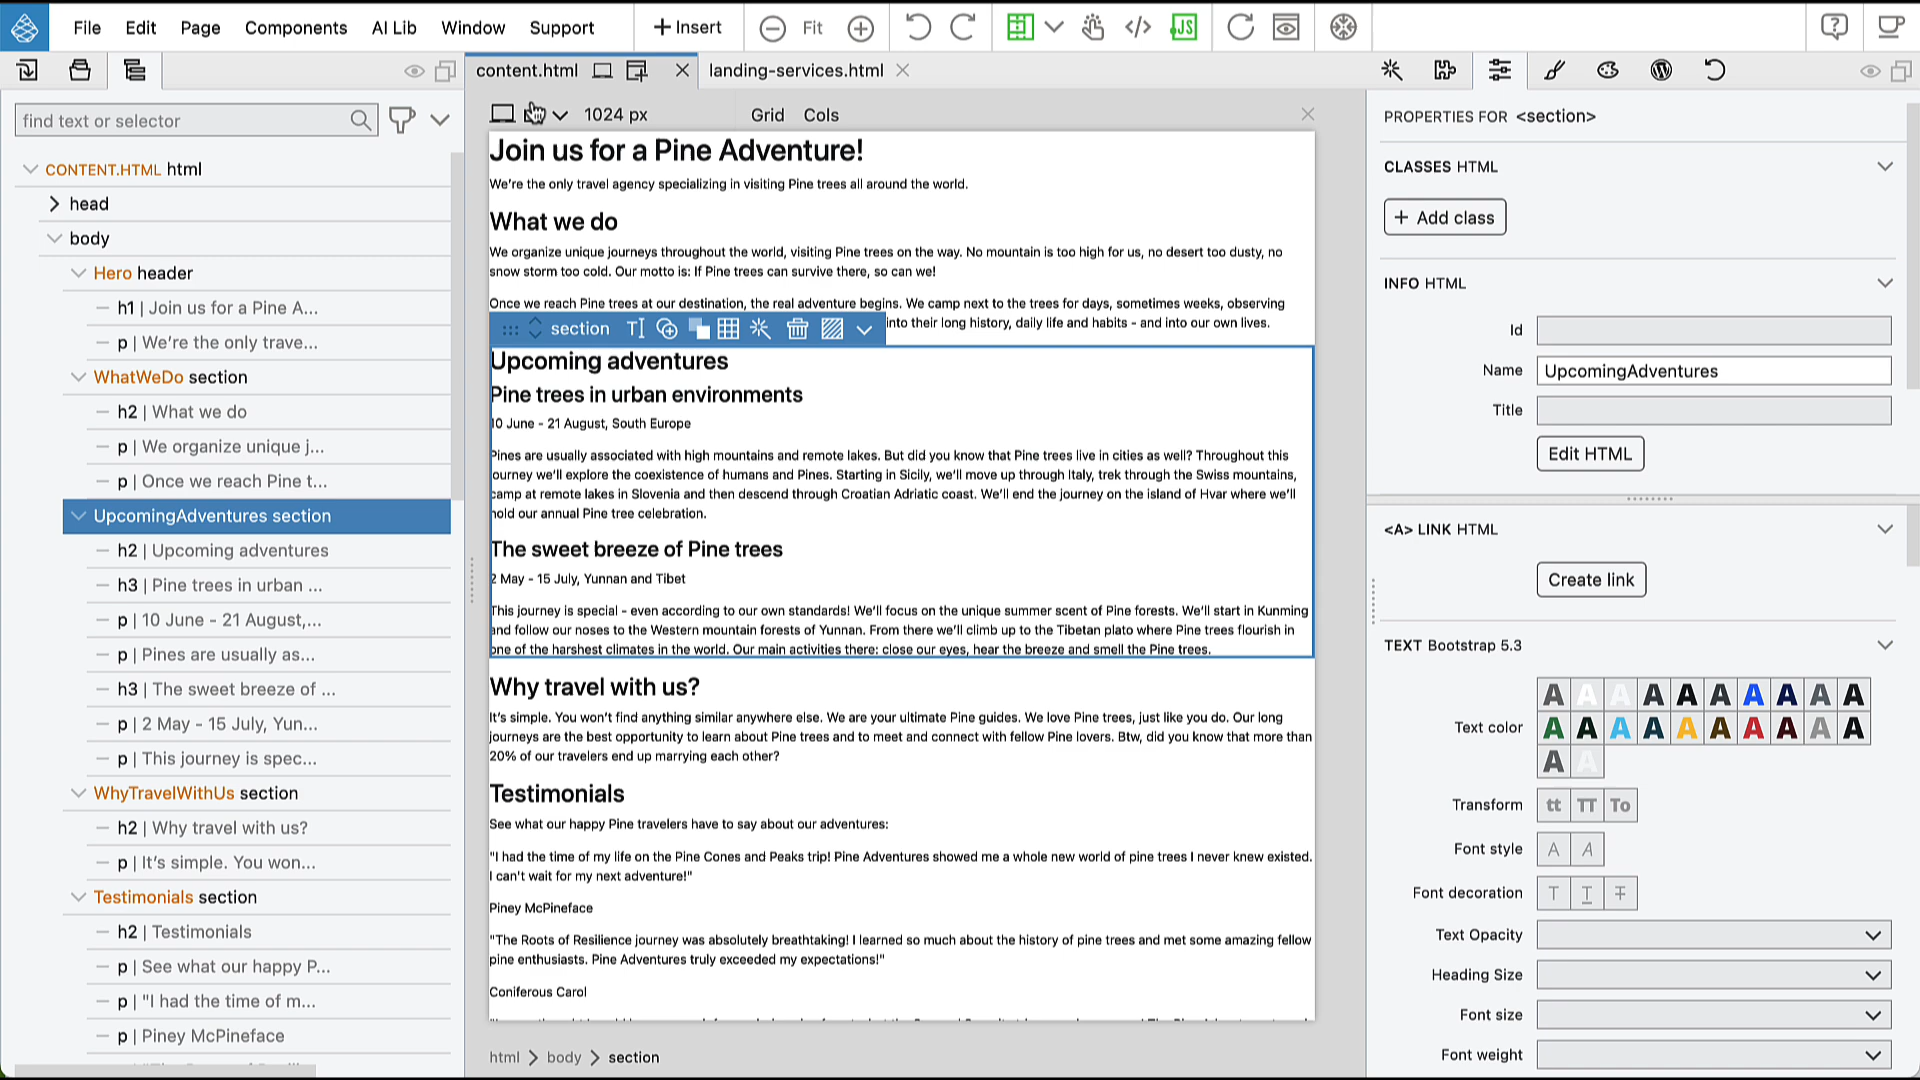 File Edit Page Components AI Lib Window Support
+ Insert
Fit
JS
content.html
landing-services.html
find text or selector
CONTENT.HTML html
head
body
Hero header
h1 | Join us for a Pine A...
p | We're the only trave...
WhatWeDo section
h2 | What we do
p | We organize unique j...
p | Once we reach Pine t...
UpcomingAdventures section
h2 | Upcoming adventures
h3 | Pine trees in urban ...
p | 10 June - 21 August,...
p | Pines are usually as...
h3 | The sweet breeze of ...
p | 2 May - 15 July, Yun...
p | This journey is spec...
WhyTravelWithUs section
h2 | Why travel with us?
p | It's simple. You won...
Testimonials section
h2 | Testimonials
p | See what our happy P...
p | "I had the time of m...
p | Piney McPineface
1024 px
Grid Cols
Join us for a Pine Adventure!
We're the only travel agency specializing in visiting Pine trees all around the world.
What we do
We organize unique journeys throughout the world, visiting Pine trees on the way. No mountain is too high for us, no desert too dusty, no
snow storm too cold. Our motto is: If Pine trees can survive there, so can we!
Once we reach Pine trees at our destination, the real adventure begins. We camp next to the trees for days, sometimes weeks, observing
into their long history, daily life and habits - and into our own lives.
section
Upcoming adventures
Pine trees in urban environments
10 June - 21 August, South Europe
Pines are usually associated with high mountains and remote lakes. But did you know that Pine trees live in cities as well? Throughout this
journey we'll explore the coexistence of humans and Pines. Starting in Sicily, we'll move up through Italy, trek through the Swiss mountains,
camp at remote lakes in Slovenia and then descend through Croatian Adriatic coast. We'll end the journey on the island of Hvar where we'll
hold our annual Pine tree celebration.
The sweet breeze of Pine trees
2 May - 15 July, Yunnan and Tibet
This journey is special - even according to our own standards! We'll focus on the unique summer scent of Pine forests. We'll start in Kunming
and follow our noses to the Western mountain forests of Yunnan. From there we'll climb up to the Tibetan plato where Pine trees flourish in
one of the harshest climates in the world. Our main activities there: close our eyes, hear the breeze and smell the Pine trees.
Why travel with us?
It's simple. You won't find anything similar anywhere else. We are your ultimate Pine guides. We love Pine trees, just like you do. Our long
journeys are the best opportunity to learn about Pine trees and to meet and connect with fellow Pine lovers. Btw, did you know that more than
20% of our travelers end up marrying each other?
Testimonials
See what our happy Pine travelers have to say about our adventures:
"I had the time of my life on the Pine Cones and Peaks trip! Pine Adventures showed me a whole new world of pine trees I never knew existed.
I can't wait for my next adventure!"
Piney McPineface
"The Roots of Resilience journey was absolutely breathtaking! I learned so much about the history of pine trees and met some amazing fellow
pine enthusiasts. Pine Adventures truly exceeded my expectations!"
Coniferous Carol
html > body > section
PROPERTIES FOR <section>
CLASSES HTML
+ Add class
INFO HTML
Id
Name UpcomingAdventures
Title
Edit HTML
<A> LINK HTML
Create link
TEXT Bootstrap 5.3
A A A A A A A A A A
Text color A A A A A A A A A A
A A
Transform tt TT To
Font style A A
Font decoration T T T
Text Opacity
Heading Size
Font size
Font weight